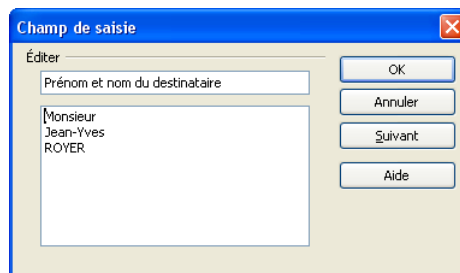 Champ de saisie
Éditer
Prénom et nom du destinataire
Monsieur
Jean-Yves
ROYER
OK
Annuler
Suivant
Aide